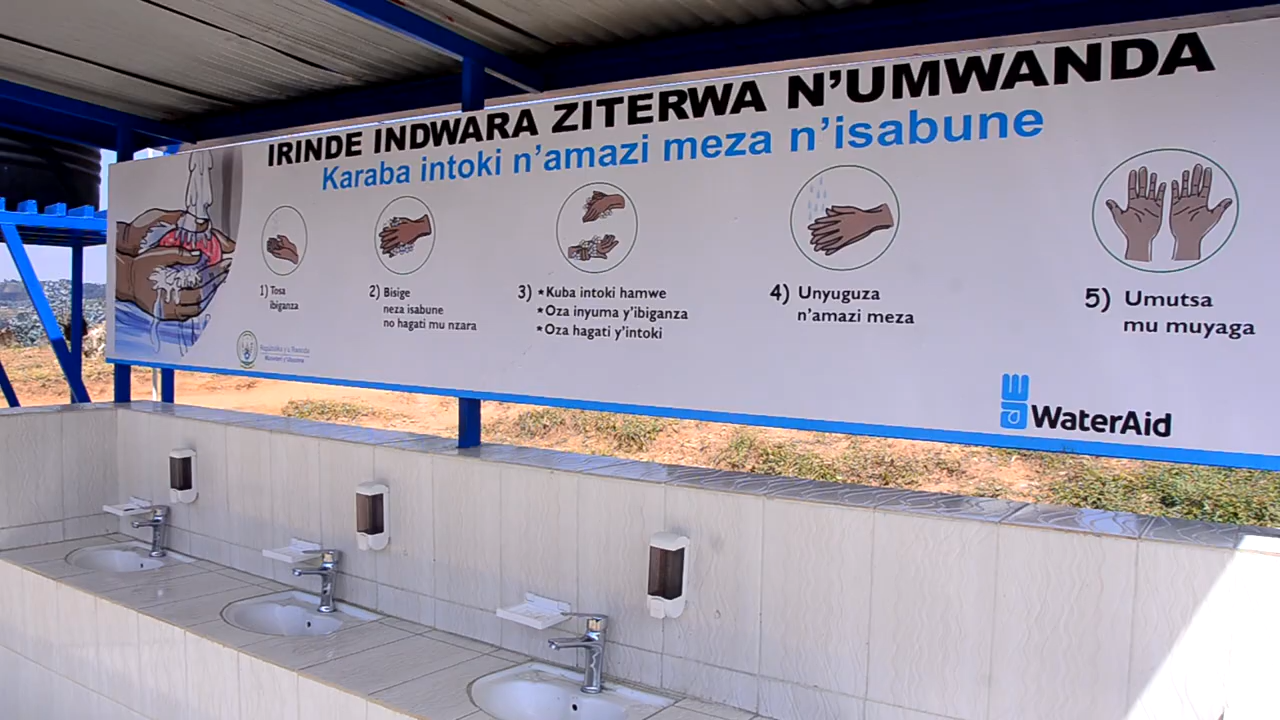 IRINDE INDWARA ZITERWA N'UMWANDA
Karaba intoki n'amazi meza n'isabune
1) Tosa
ibiganza
2) Bisige
neza isabune
no hagati mu nzara
3) ★Kuba intoki hamwe
★Oza inyuma y'ibiganza
★Oza hagati y'intoki
4) Unyuguza
n'amazi meza
5) Umutsa
mu muyaga
Republika y'u Rwanda
WaterAid